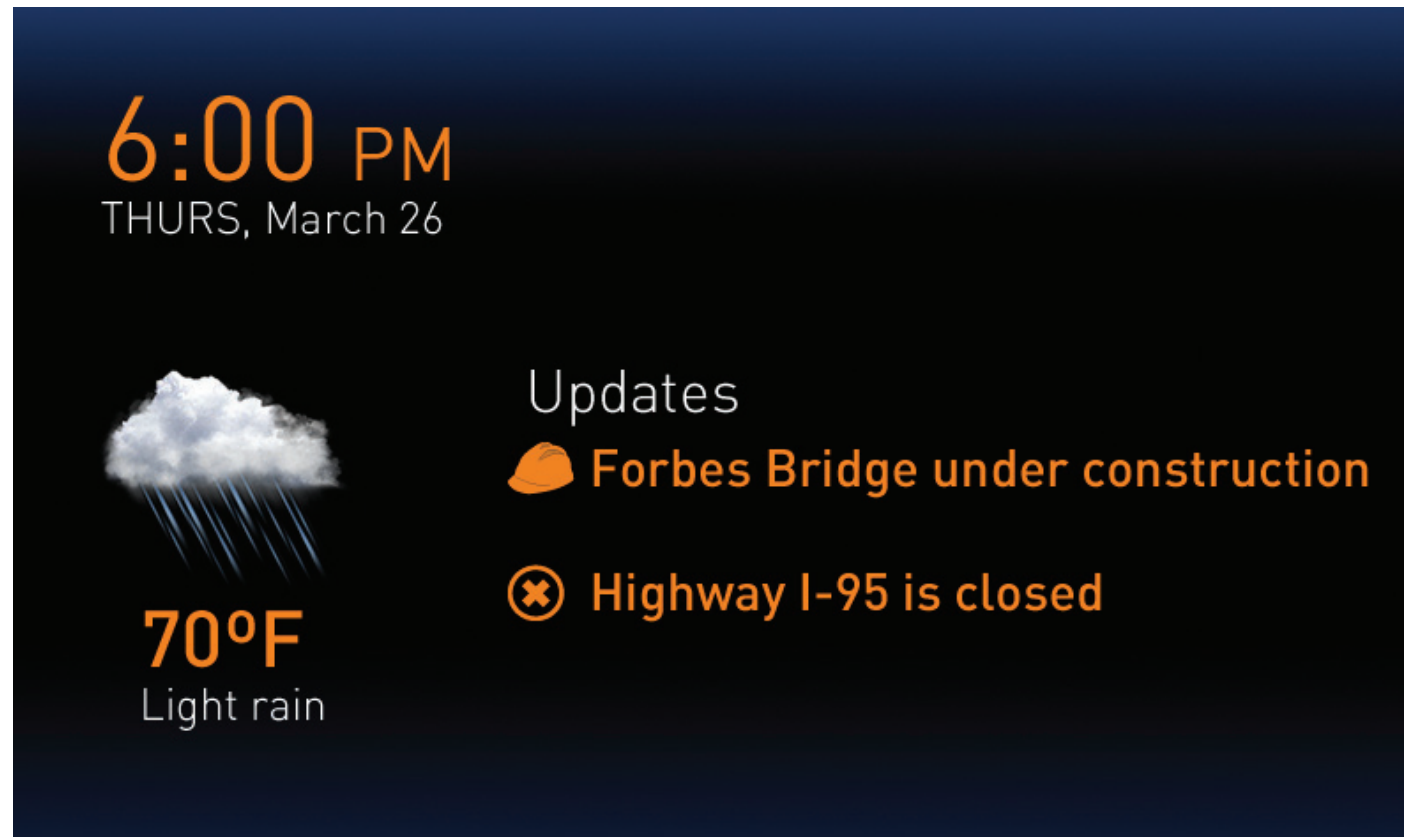 6:00 PM
THURS, March 26
Updates
Forbes Bridge under construction
Highway I-95 is closed
70ºF
Light rain